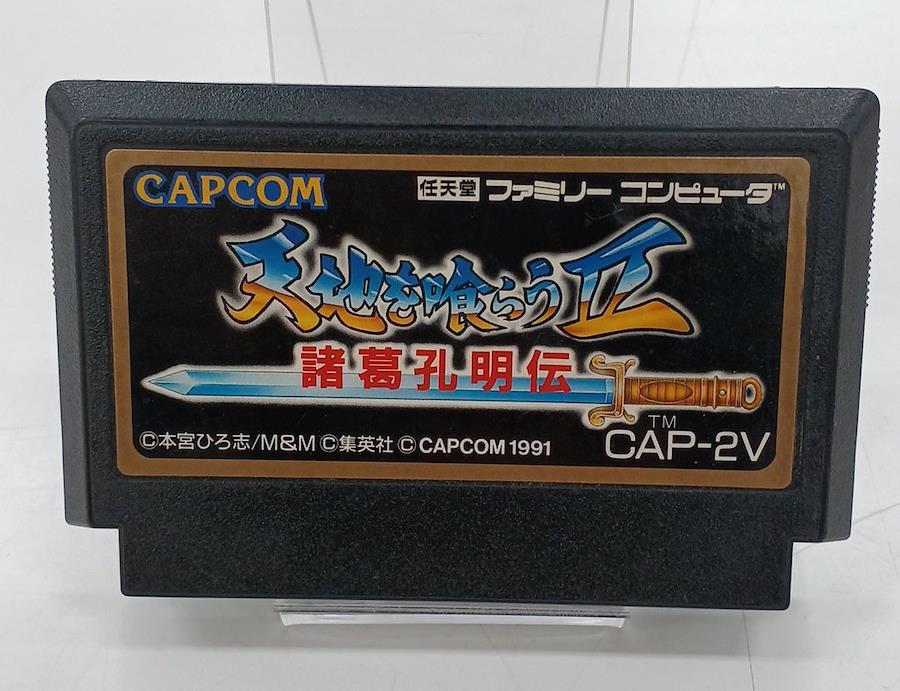 CAPCOM
任天堂 ファミリー コンピュータ™
天地を喰らうⅡ
諸葛孔明伝
©本宮ひろ志/M&M ©集英社 © CAPCOM 1991
™
CAP-2V